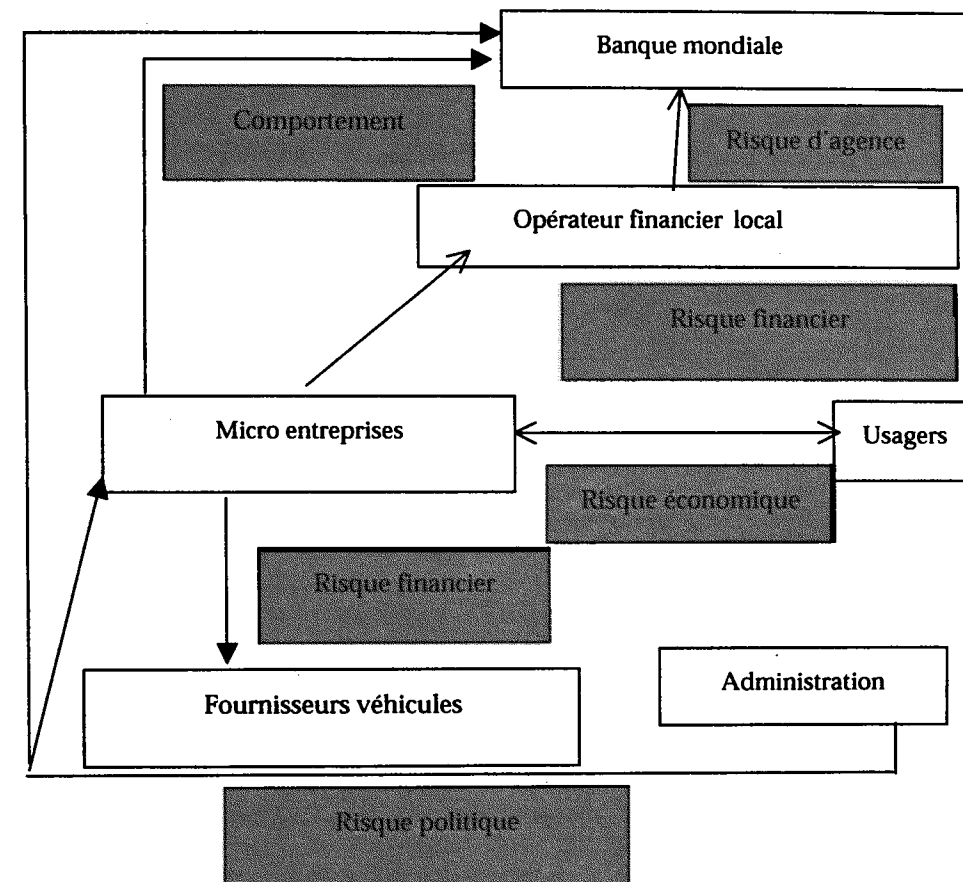 Banque mondiale
Comportement
Risque d'agence
Opérateur financier local
Risque financier
Micro entreprises
Usagers
Risque économique
Risque financier
Administration
Fournisseurs véhicules
Risque politique